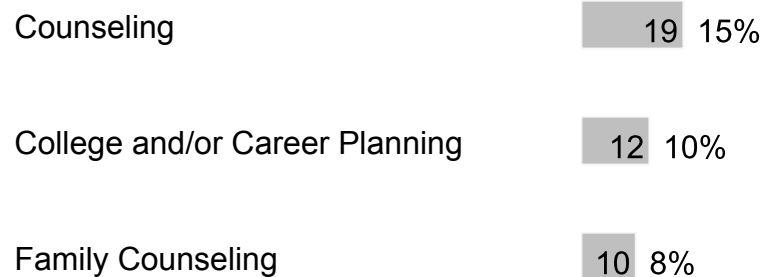 Counseling 19 15%
College and/or Career Planning 12 10%
Family Counseling 10 8%